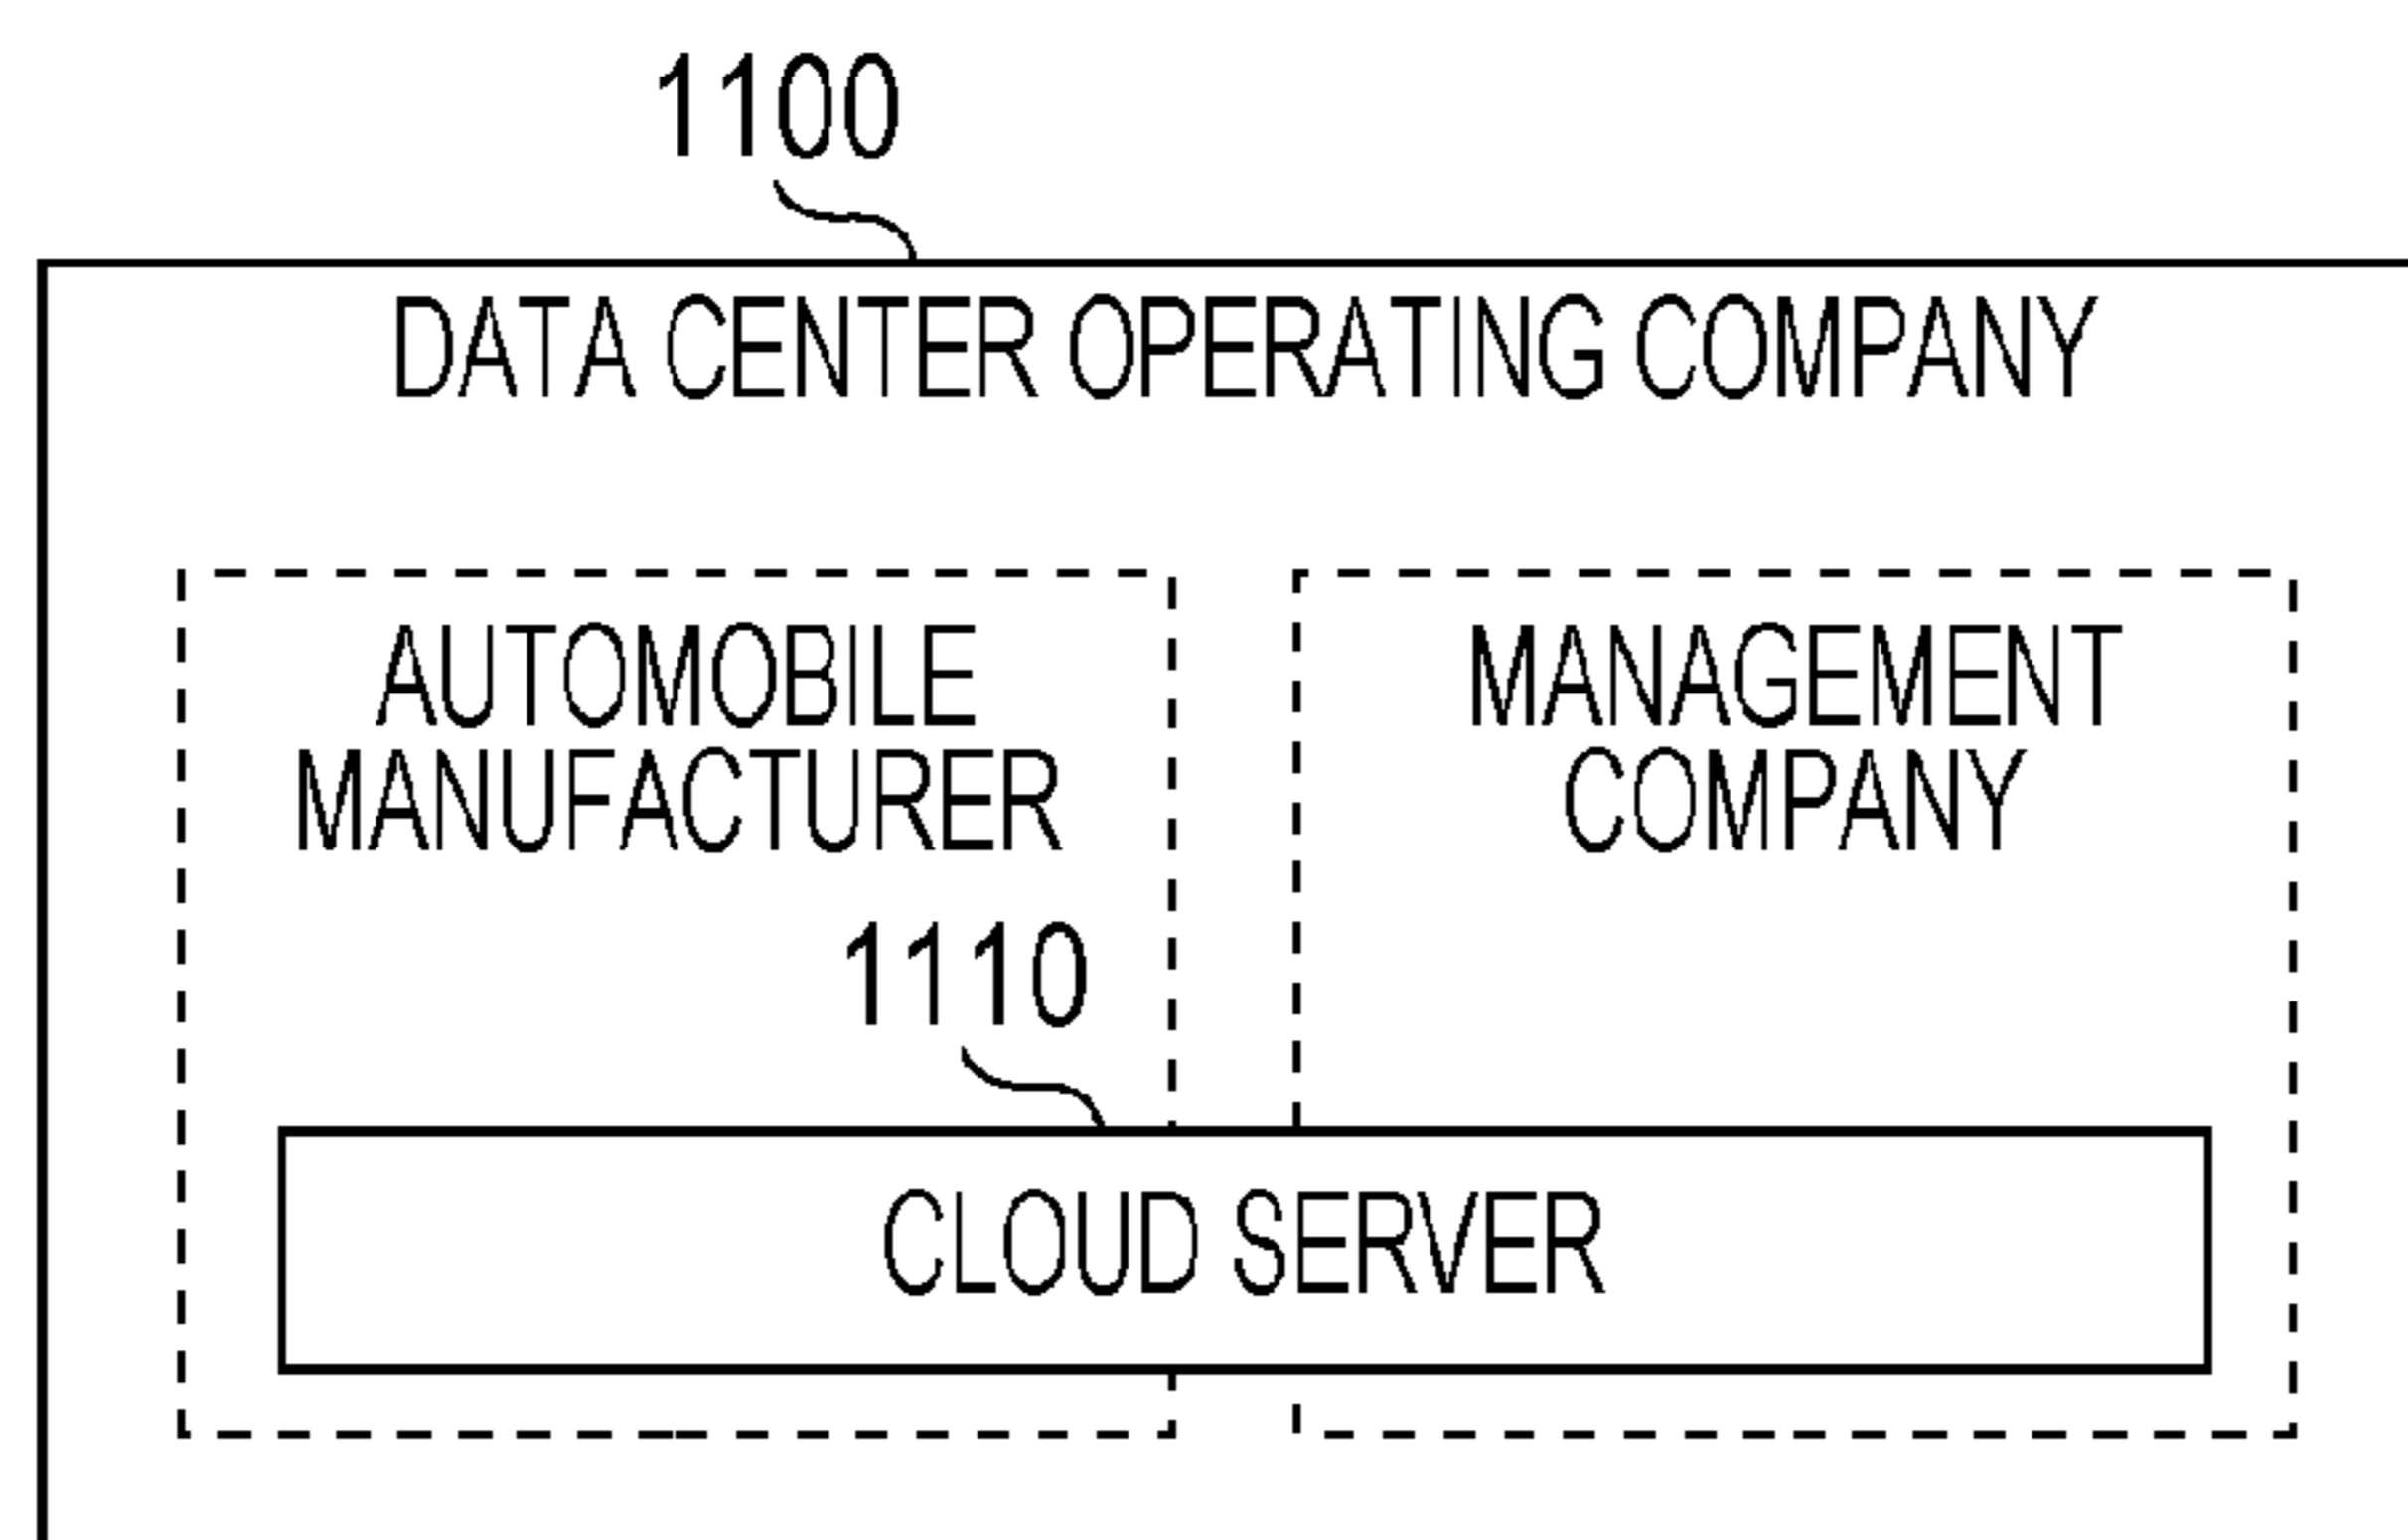 1100
DATA CENTER OPERATING COMPANY
AUTOMOBILE
MANUFACTURER
MANAGEMENT
COMPANY
1110
CLOUD SERVER